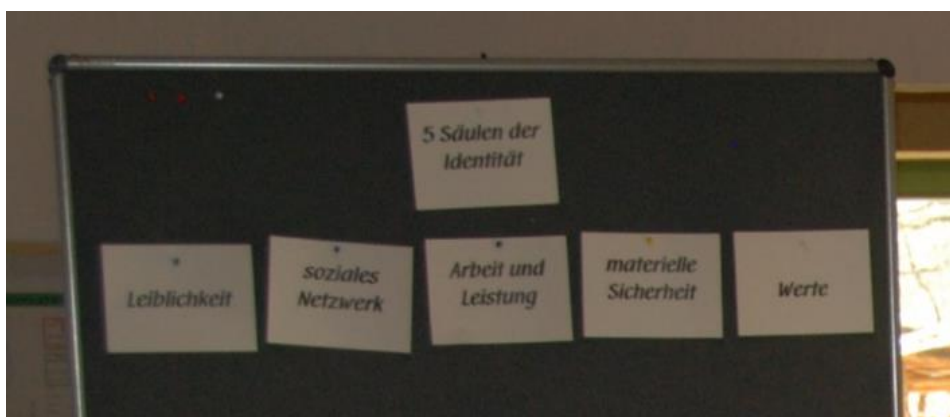 5 Säulen der
Identität
Leiblichkeit
soziales
Netzwerk
Arbeit und
Leistung
materielle
Sicherheit
Werte